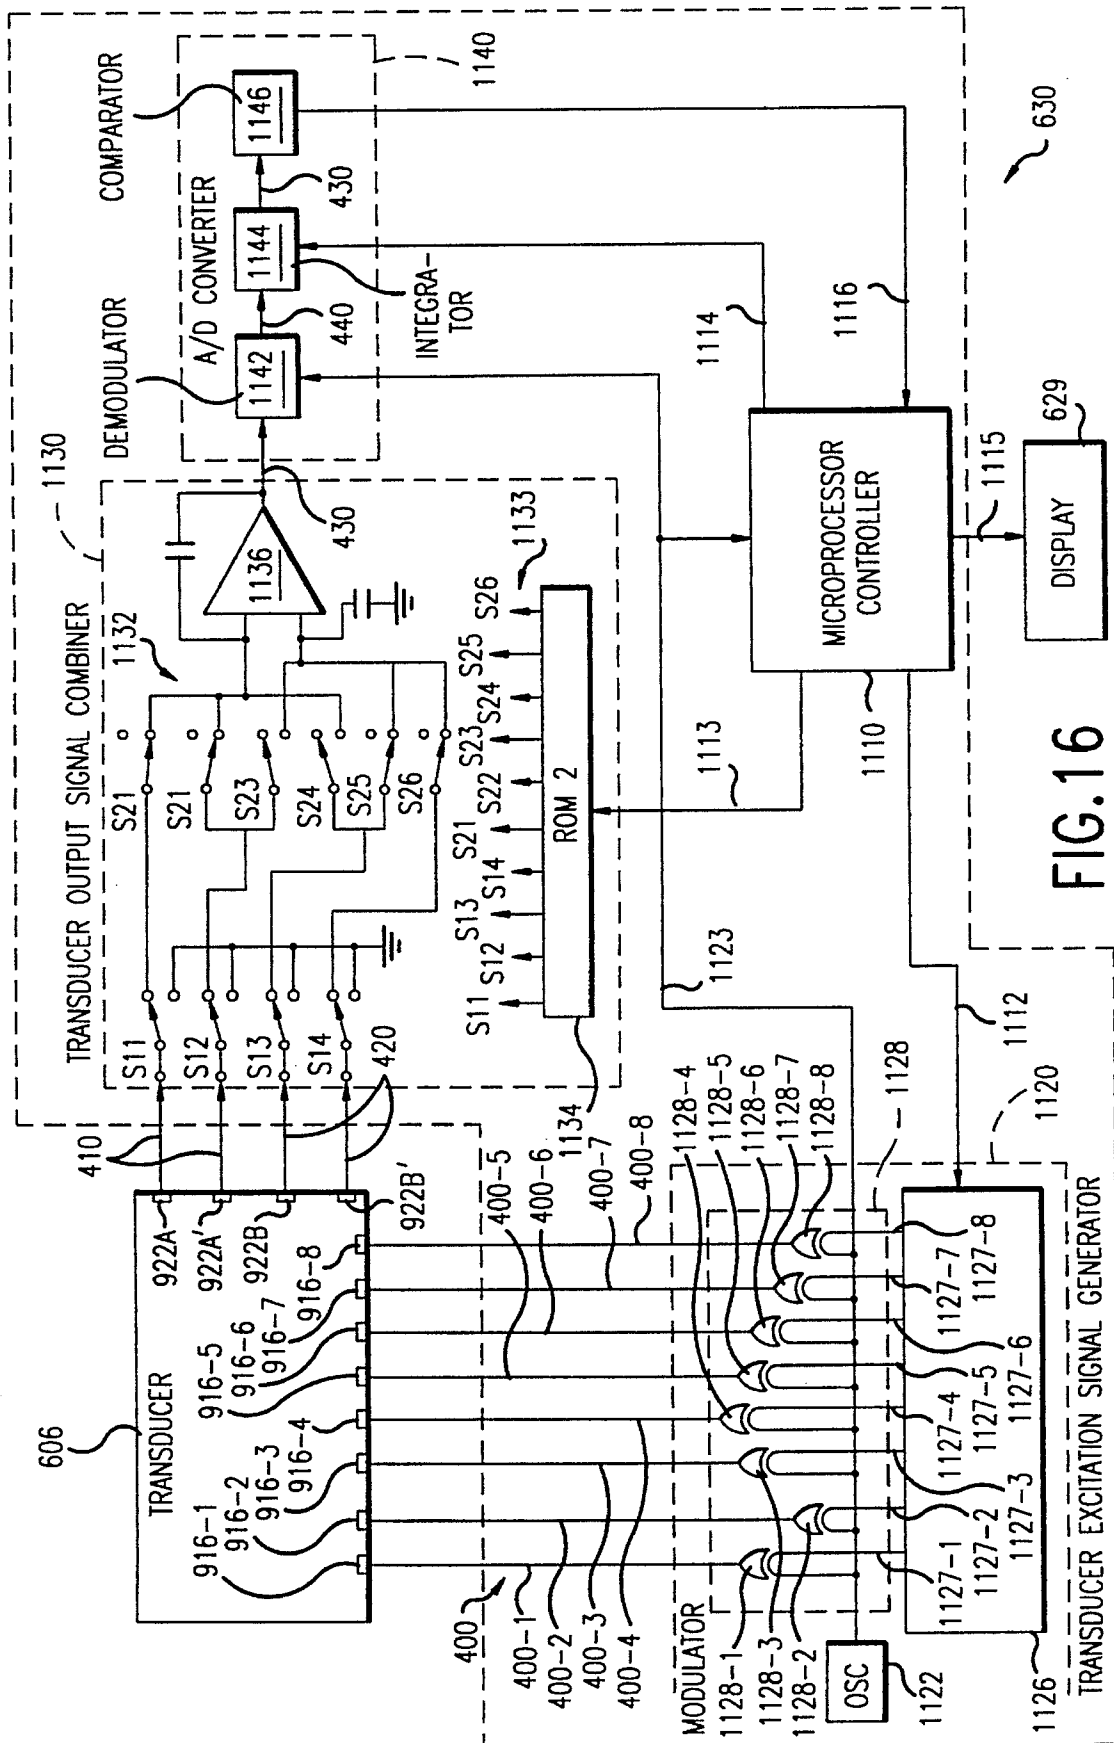 FIG.16
630
TRANSDUCER OUTPUT SIGNAL COMBINER
1130
1132
DEMODULATOR
COMPARATOR
A/D CONVERTER
1140
1142
440
1144
430
1146
INTEGRA-
TOR
430
1136
S11
S12
S13
S14
420
410
S21
S21
S23
S24
S25
S26
1133
S11
S12
S13
S14
S21
S22
S23
S24
S25
S26
ROM 2
1134
1123
1113
1114
1116
MICROPROCESSOR
CONTROLLER
1110
1112
1115
DISPLAY
629
606
TRANSDUCER
922A
922A'
922B
922B'
916-1
916-2
916-3
916-4
916-5
916-6
916-7
916-8
400
400-1
400-2
400-3
400-4
400-5
400-6
400-7
400-8
MODULATOR
1128-1
1128-3
1128-2
1128-4
1128-5
1128-6
1128-7
1128-8
1128
1120
OSC
1122
1127-1
1127-2
1127-3
1127-4
1127-5
1127-6
1127-7
1127-8
1126
TRANSDUCER EXCITATION SIGNAL GENERATOR